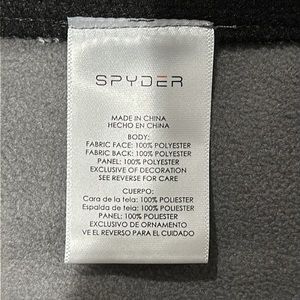 SPYDER
MADE IN CHINA
HECHO EN CHINA
BODY:
FABRIC FACE: 100% POLYESTER
FABRIC BACK: 100% POLYESTER
PANEL: 100% POLYESTER
EXCLUSIVE OF DECORATION
SEE REVERSE FOR CARE
CUERPO:
Cara de la tela: 100% POLIESTER
Espalda de tela: 100% POLIESTER
PANEL: 100% POLIESTER
EXCLUSIVO DE ORNAMENTO
VE EL REVERSO PARA EL CUIDADO